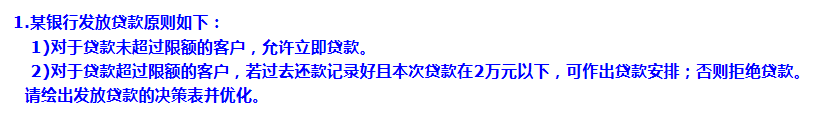 1.某银行发放贷款原则如下：
1)对于贷款未超过限额的客户，允许立即贷款。
2)对于贷款超过限额的客户，若过去还款记录好且本次贷款在2万元以下，可作出贷款安排；否则拒绝贷款。
请绘出发放贷款的决策表并优化。